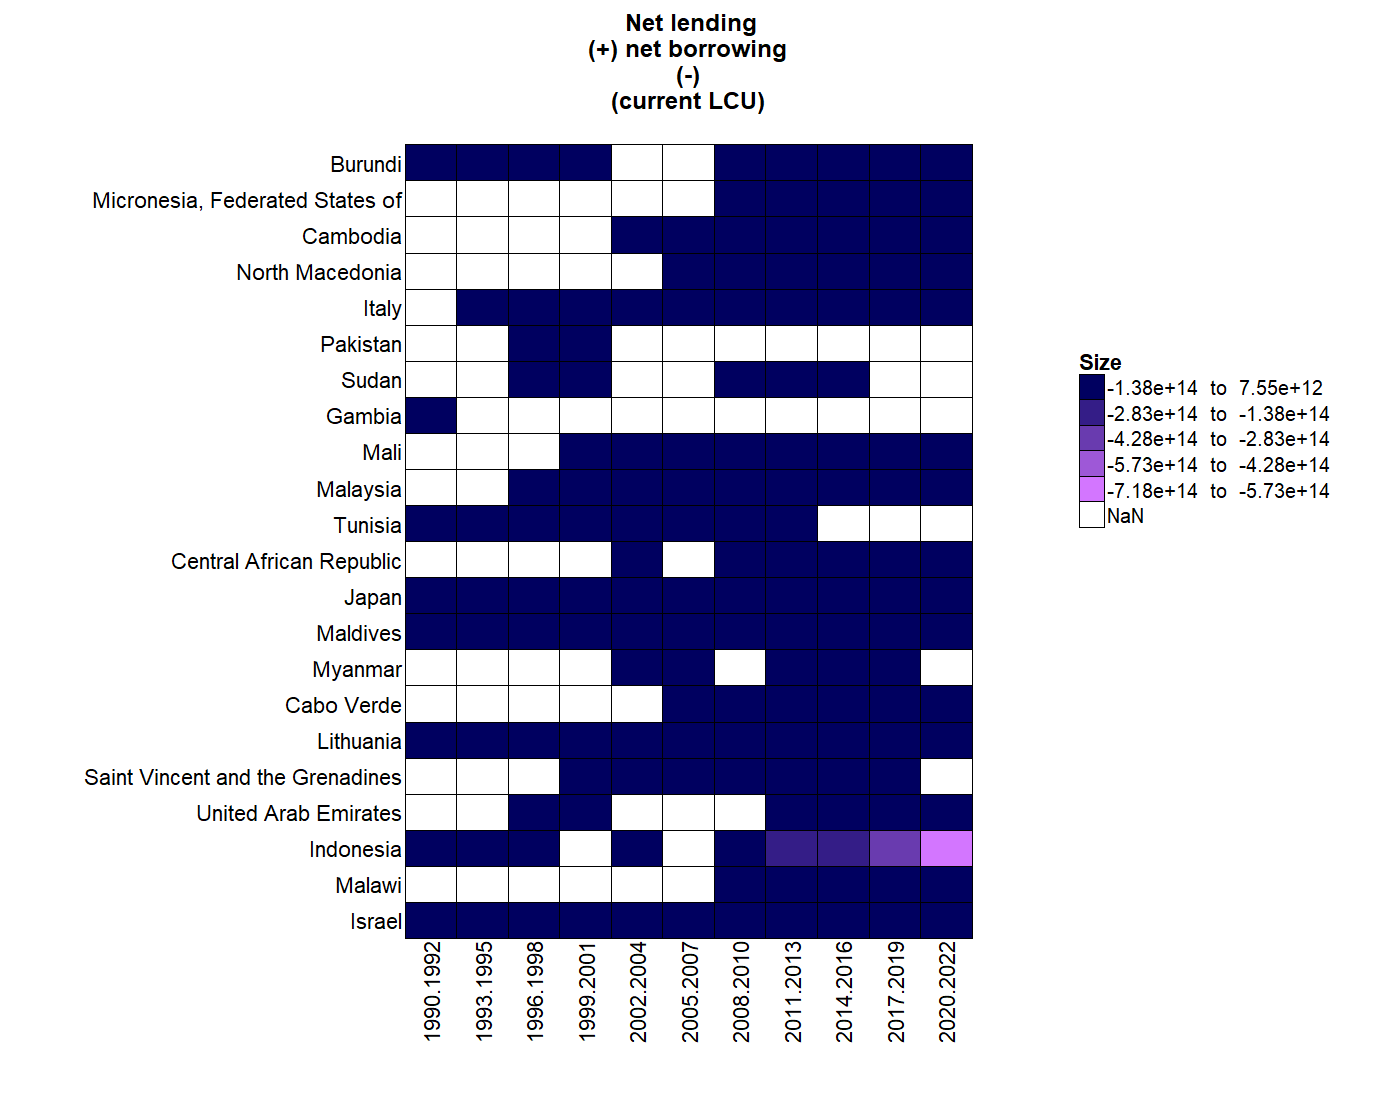 Net lending
(+) net borrowing
(-)
(current LCU)
Burundi
Micronesia, Federated States of
Cambodia
North Macedonia
Italy
Pakistan
Sudan
Gambia
Mali
Malaysia
Tunisia
Central African Republic
Japan
Maldives
Myanmar
Cabo Verde
Lithuania
Saint Vincent and the Grenadines
United Arab Emirates
Indonesia
Malawi
Israel
1990.1992
1993.1995
1996.1998
1999.2001
2002.2004
2005.2007
2008.2010
2011.2013
2014.2016
2017.2019
2020.2022
Size
-1.38e+14 to 7.55e+12
-2.83e+14 to -1.38e+14
-4.28e+14 to -2.83e+14
-5.73e+14 to -4.28e+14
-7.18e+14 to -5.73e+14
NaN